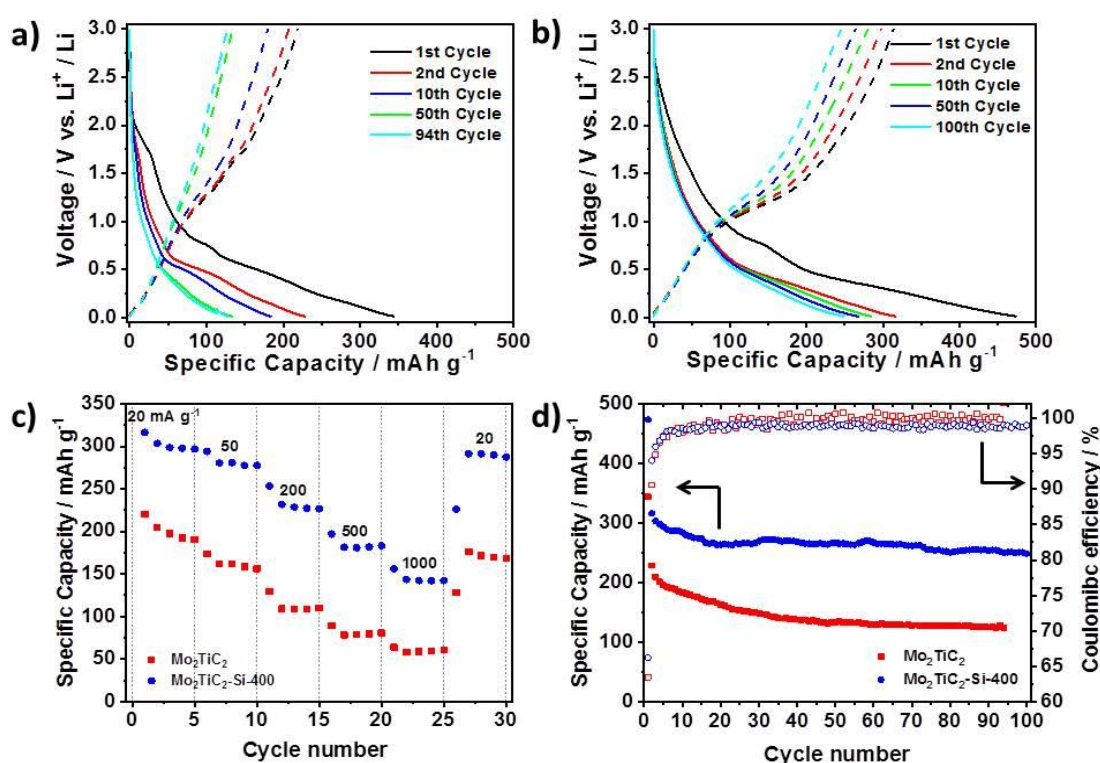 a)
3.0
2.5
2.0
1.5
1.0
0.5
0.0
Voltage / V vs. Li⁺ / Li
1st Cycle
2nd Cycle
10th Cycle
50th Cycle
94th Cycle
0 100 200 300 400 500
Specific Capacity / mAh g⁻¹
b)
3.0
2.5
2.0
1.5
1.0
0.5
0.0
Voltage / V vs. Li⁺ / Li
1st Cycle
2nd Cycle
10th Cycle
50th Cycle
100th Cycle
0 100 200 300 400 500
Specific Capacity / mAh g⁻¹
c)
350
300
250
200
150
100
50
0
Specific Capacity / mAh g⁻¹
20 mA g⁻¹
50
200
500
1000
20
Mo₂TiC₂
Mo₂TiC₂-Si-400
0 5 10 15 20 25 30
Cycle number
d)
500
400
300
200
100
0
Specific Capacity / mAh g⁻¹
100
95
90
85
80
75
70
65
60
Couloumibc efficiency / %
Mo₂TiC₂
Mo₂TiC₂-Si-400
0 10 20 30 40 50 60 70 80 90 100
Cycle number